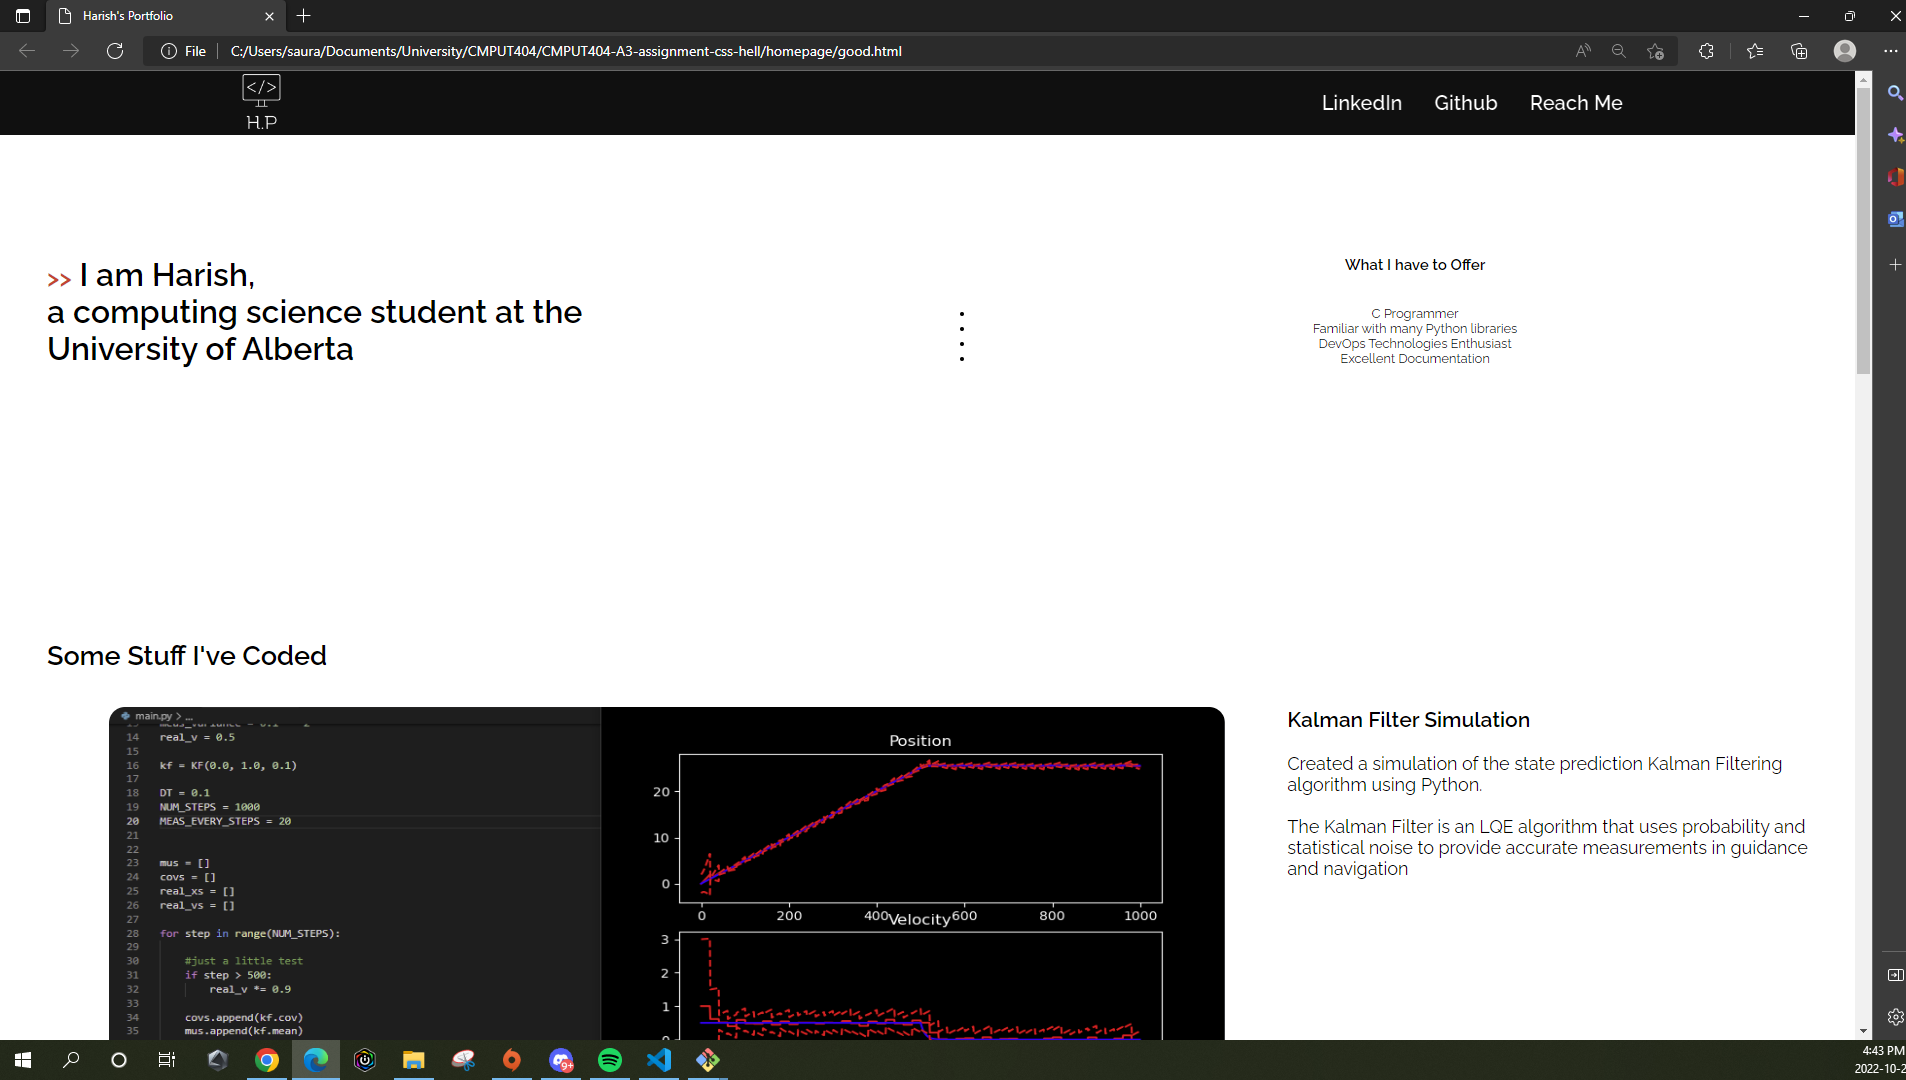 Harish's Portfolio
File
C:/Users/saura/Documents/University/CMPUT404/CMPUT404-A3-assignment-css-hell/homepage/good.html
</>
H.P
LinkedIn Github Reach Me
>> I am Harish,
a computing science student at the
University of Alberta
What I have to Offer
C Programmer
Familiar with many Python libraries
DevOps Technologies Enthusiast
Excellent Documentation
Some Stuff I've Coded
main.py > ...
14 real_v = 0.5
15
16 kf = KF(0.0, 1.0, 0.1)
17
18 DT = 0.1
19 NUM_STEPS = 1000
20 MEAS_EVERY_STEPS = 20
21
22
23 mus = []
24 covs = []
25 real_xs = []
26 real_vs = []
27
28 for step in range(NUM_STEPS):
29
30 #just a little test
31 if step > 500:
32 real_v *= 0.9
33
34 covs.append(kf.cov)
35 mus.append(kf.mean)
Position
20
10
0
0 200 400 600 800 1000
Velocity
3
2
1
Kalman Filter Simulation
Created a simulation of the state prediction Kalman Filtering
algorithm using Python.
The Kalman Filter is an LQE algorithm that uses probability and
statistical noise to provide accurate measurements in guidance
and navigation
9+
4:43 PM
2022-10-2